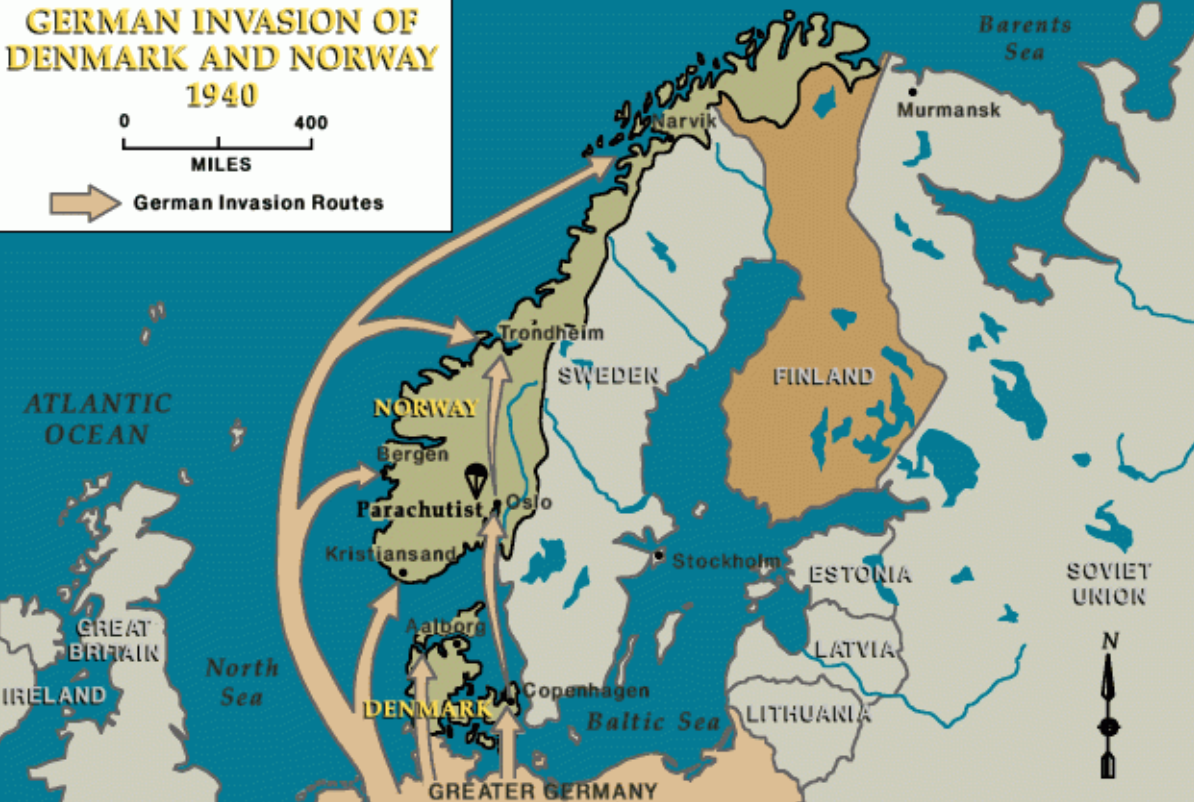 GERMAN INVASION OF
DENMARK AND NORWAY
1940
0 400
MILES
German Invasion Routes
Barents
Sea
Murmansk
Narvik
Trondheim
SWEDEN
FINLAND
ATLANTIC
OCEAN
NORWAY
Bergen
Parachutist
Oslo
Kristiansand
Stockholm
ESTONIA
SOVIET
UNION
GREAT
BRITAIN
Aalborg
LATVIA
N
North
Sea
IRELAND
Copenhagen
DENMARK
Baltic Sea
LITHUANIA
GREATER GERMANY